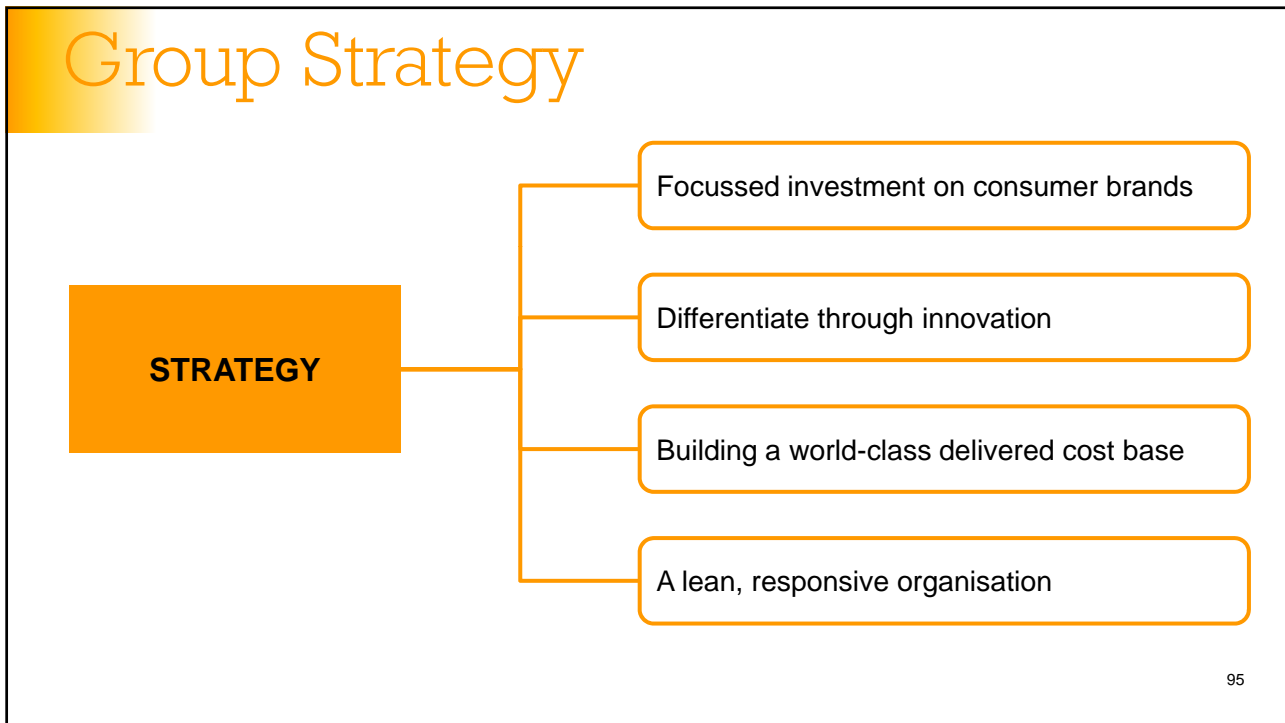 Group Strategy
STRATEGY
Focussed investment on consumer brands
Differentiate through innovation
Building a world-class delivered cost base
A lean, responsive organisation
95